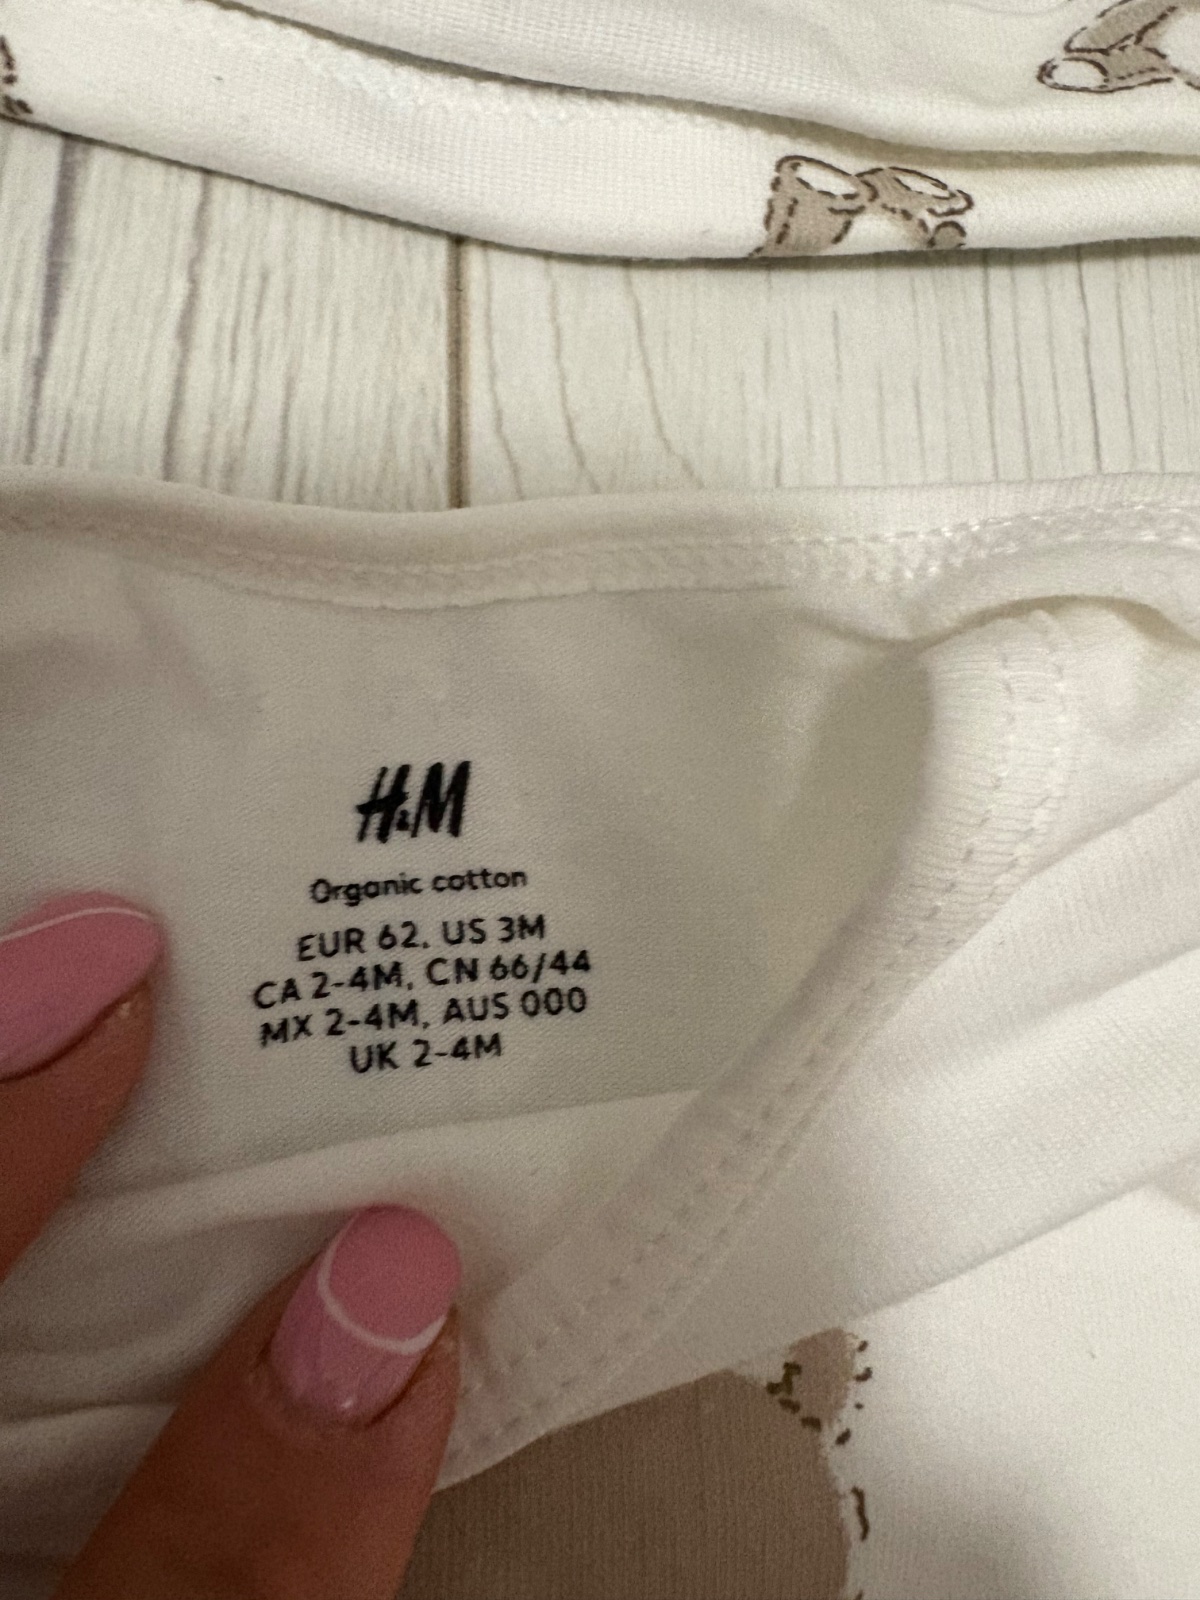 H&M
Organic cotton
EUR 62, US 3M
CA 2-4M, CN 66/44
MX 2-4M, AUS 000
UK 2-4M